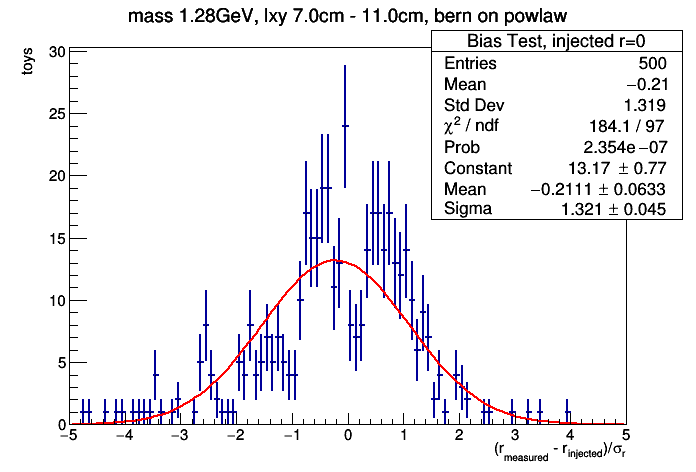 mass 1.28GeV, lxy 7.0cm - 11.0cm, bern on powlaw
Bias Test, injected r=0
Entries 500
Mean −0.21
Std Dev 1.319
χ² / ndf 184.1 / 97
Prob 2.354e−07
Constant 13.17 ± 0.77
Mean −0.2111 ± 0.0633
Sigma 1.321 ± 0.045
toys
30
25
20
15
10
5
0
−5 −4 −3 −2 −1 0 1 2 3 4 5
(r_measured - r_injected)/σ_r